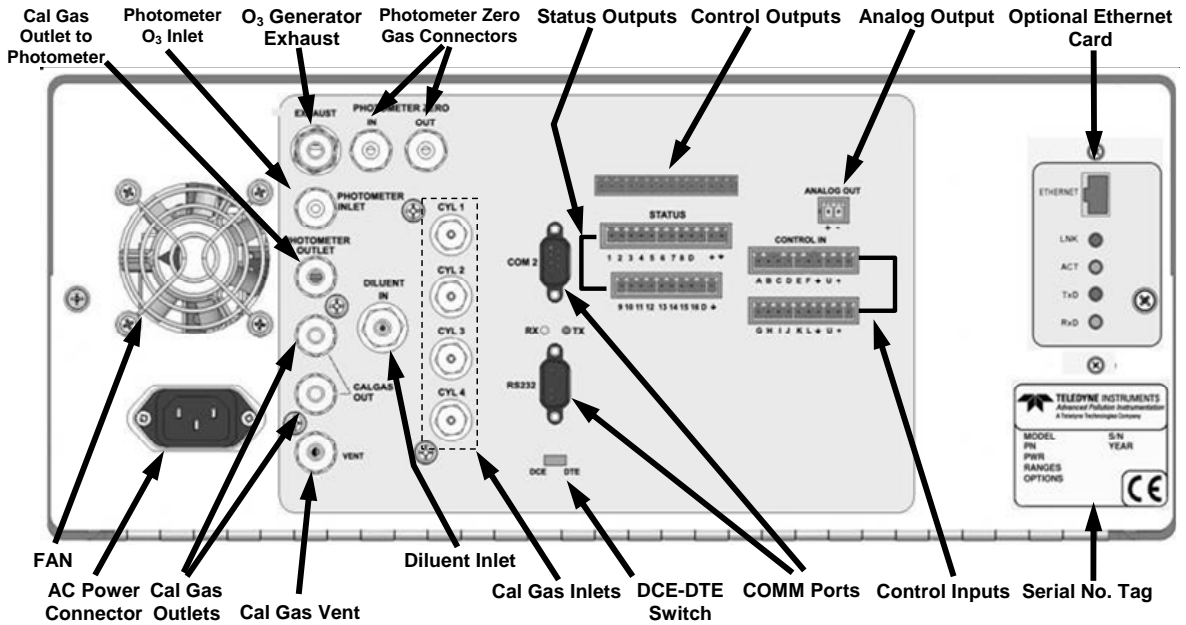 Cal Gas
Outlet to
Photometer
Photometer
O₃ Inlet
O₃ Generator
Exhaust
Photometer Zero
Gas Connectors
Status Outputs
Control Outputs
Analog Output
Optional Ethernet
Card
EXHAUST
PHOTOMETER ZERO
IN
OUT
PHOTOMETER
INLET
PHOTOMETER
OUTLET
DILUENT
IN
CALGAS
OUT
VENT
CYL 1
CYL 2
CYL 3
CYL 4
COM 2
RX
TX
RS232
DCE
DTE
STATUS
1 2 3 4 5 6 7 8 D +
9 10 11 12 13 14 15 16 D
ANALOG OUT
+ -
CONTROL IN
A B C D E F U +
G H I J K L U +
ETHERNET
LNK
ACT
TxD
RxD
TELEDYNE INSTRUMENTS
Advanced Pollution Instrumentation
A Teledyne Technologies Company
MODEL
PN
PWR
RANGES
OPTIONS
S/N
YEAR
CE
FAN
AC Power
Connector
Cal Gas
Outlets
Cal Gas Vent
Diluent Inlet
Cal Gas Inlets
DCE-DTE
Switch
COMM Ports
Control Inputs
Serial No. Tag